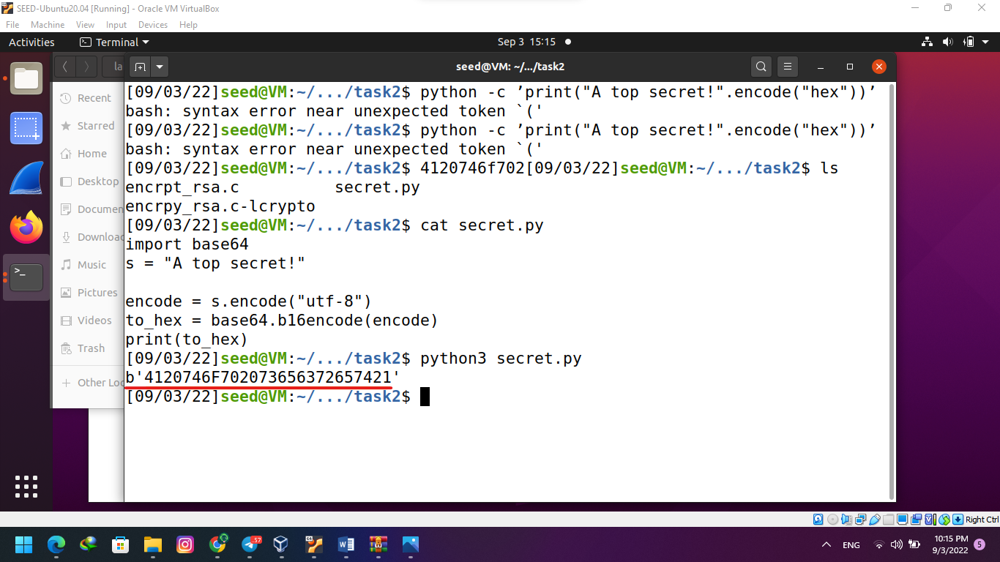 SEED-Ubuntu20.04 [Running] - Oracle VM VirtualBox
File Machine View Input Devices Help
Activities Terminal Sep 3 15:15
la
seed@VM: ~/.../task2
Recent
Starred
Home
Desktop
Documen
Downloa
Music
Pictures
Videos
Trash
Other Loc
[09/03/22]seed@VM:~/.../task2$ python -c ’print("A top secret!".encode("hex"))’
bash: syntax error near unexpected token `('
[09/03/22]seed@VM:~/.../task2$ python -c ’print("A top secret!".encode("hex"))’
bash: syntax error near unexpected token `('
[09/03/22]seed@VM:~/.../task2$ 4120746f702[09/03/22]seed@VM:~/.../task2$ ls
encrpt_rsa.c secret.py
encrpy_rsa.c-lcrypto
[09/03/22]seed@VM:~/.../task2$ cat secret.py
import base64
s = "A top secret!"
encode = s.encode("utf-8")
to_hex = base64.b16encode(encode)
print(to_hex)
[09/03/22]seed@VM:~/.../task2$ python3 secret.py
b'4120746F702073656372657421'
[09/03/22]seed@VM:~/.../task2$
Right Ctrl
57
ENG
10:15 PM
9/3/2022
5